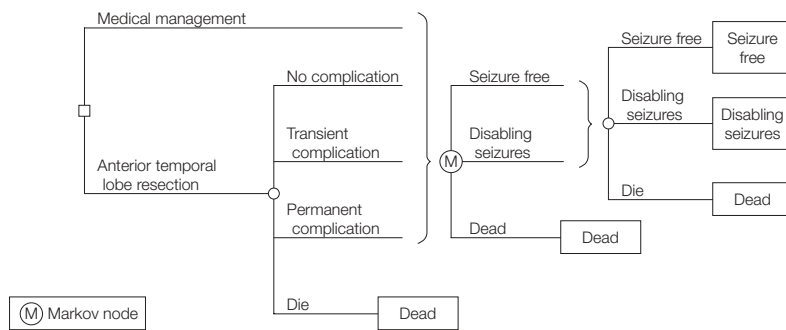 Medical management
No complication
Transient
complication
Anterior temporal
lobe resection
Permanent
complication
Die
Dead
M
Seizure free
Disabling
seizures
Dead
Dead
Seizure free
Seizure
free
Disabling
seizures
Disabling
seizures
Die
Dead
M Markov node